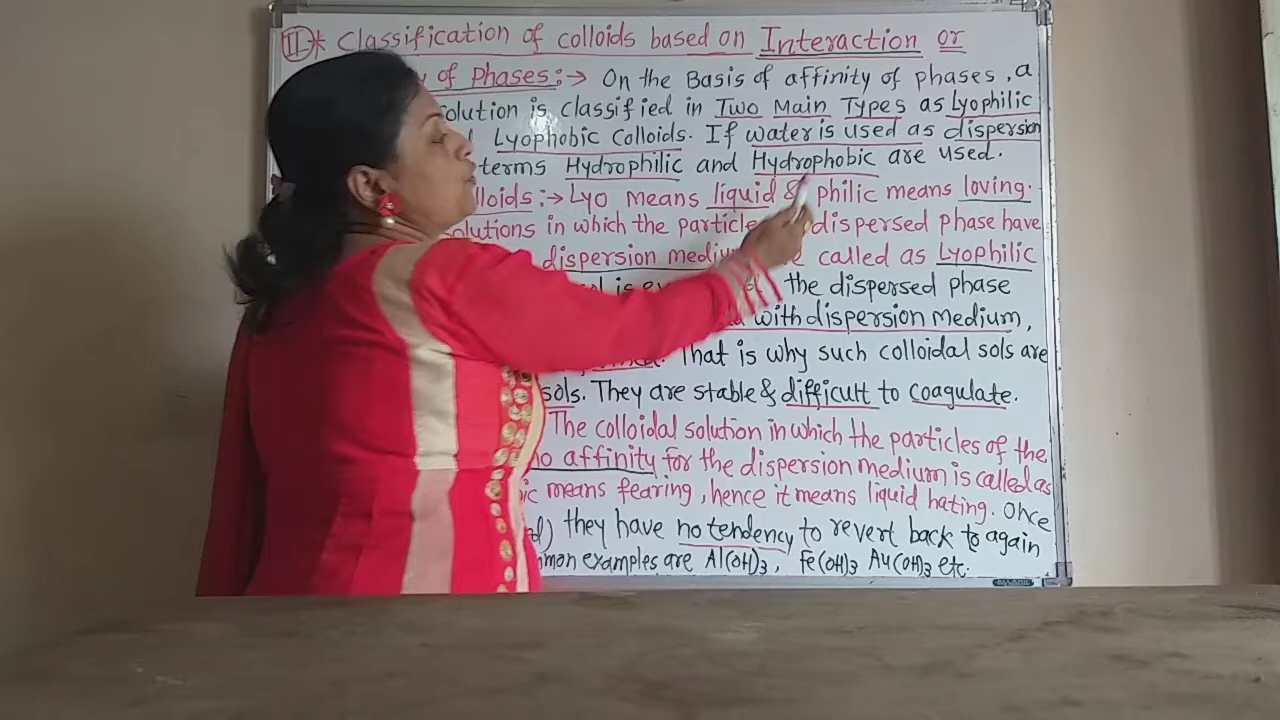 II * Classification of colloids based on Interaction or
y of Phases :→ On the Basis of affinity of phases, a
olution is classified in Two Main Types as Lyophilic
Lyophobic Colloids. If water is used as dispersion
terms Hydrophilic and Hydrophobic are used.
lloids :→ Lyo means liquid & philic means loving.
olutions in which the particle dispersed phase have
dispersion mediu called as Lyophilic
sol is the dispersed phase
with dispersion medium,
That is why such colloidal sols are
sols. They are stable & difficult to coagulate.
The colloidal solution in which the particles of the
no affinity for the dispersion medium is called as
ic means fearing, hence it means liquid hating. Once
ed) they have no tendency to revert back to again
mmon examples are Al(OH)3, Fe(OH)3 Au(OH)3 etc.